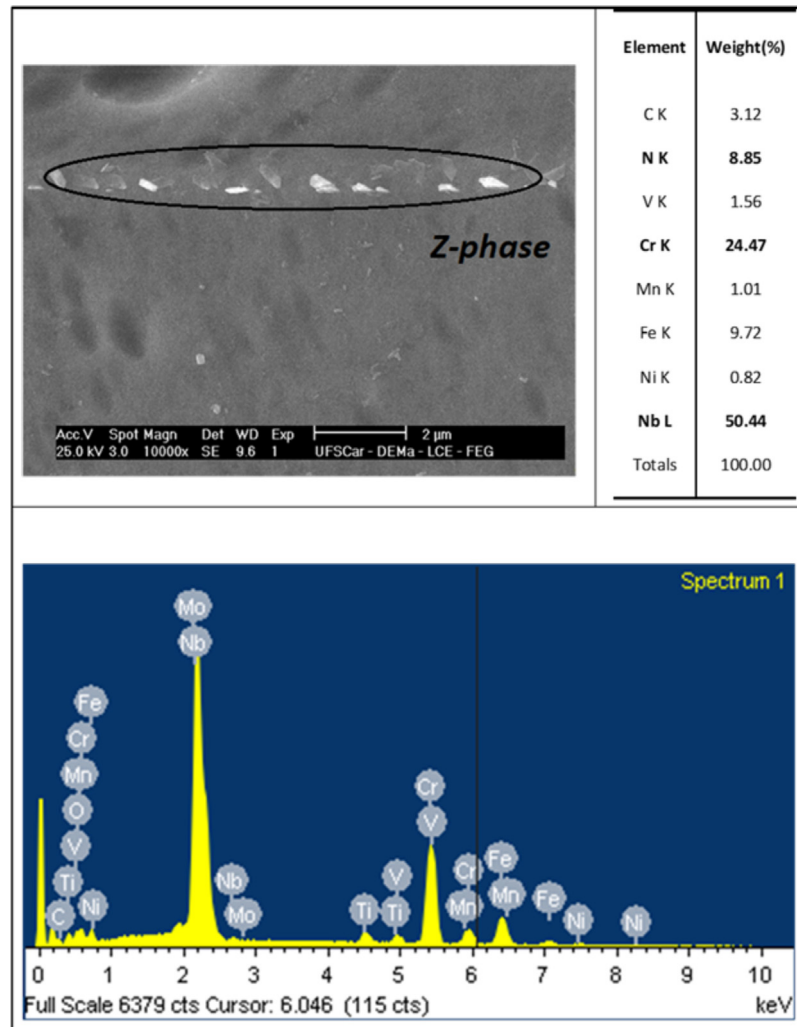 Z-phase
Acc.V Spot Magn Det WD Exp 2 µm
25.0 kV 3.0 10000x SE 9.6 1 UFSCar - DEMa - LCE - FEG
Element Weight(%)
C K 3.12
N K 8.85
V K 1.56
Cr K 24.47
Mn K 1.01
Fe K 9.72
Ni K 0.82
Nb L 50.44
Totals 100.00
Spectrum 1
Mo
Nb
Fe
Cr
Mn
O
V
Ti
C
Ni
Nb
Mo
Ti
V
Ti
Cr
V
Cr
Mn
Fe
Mn
Fe
Ni
Ni
0 1 2 3 4 5 6 7 8 9 10
Full Scale 6379 cts Cursor: 6.046 (115 cts) keV